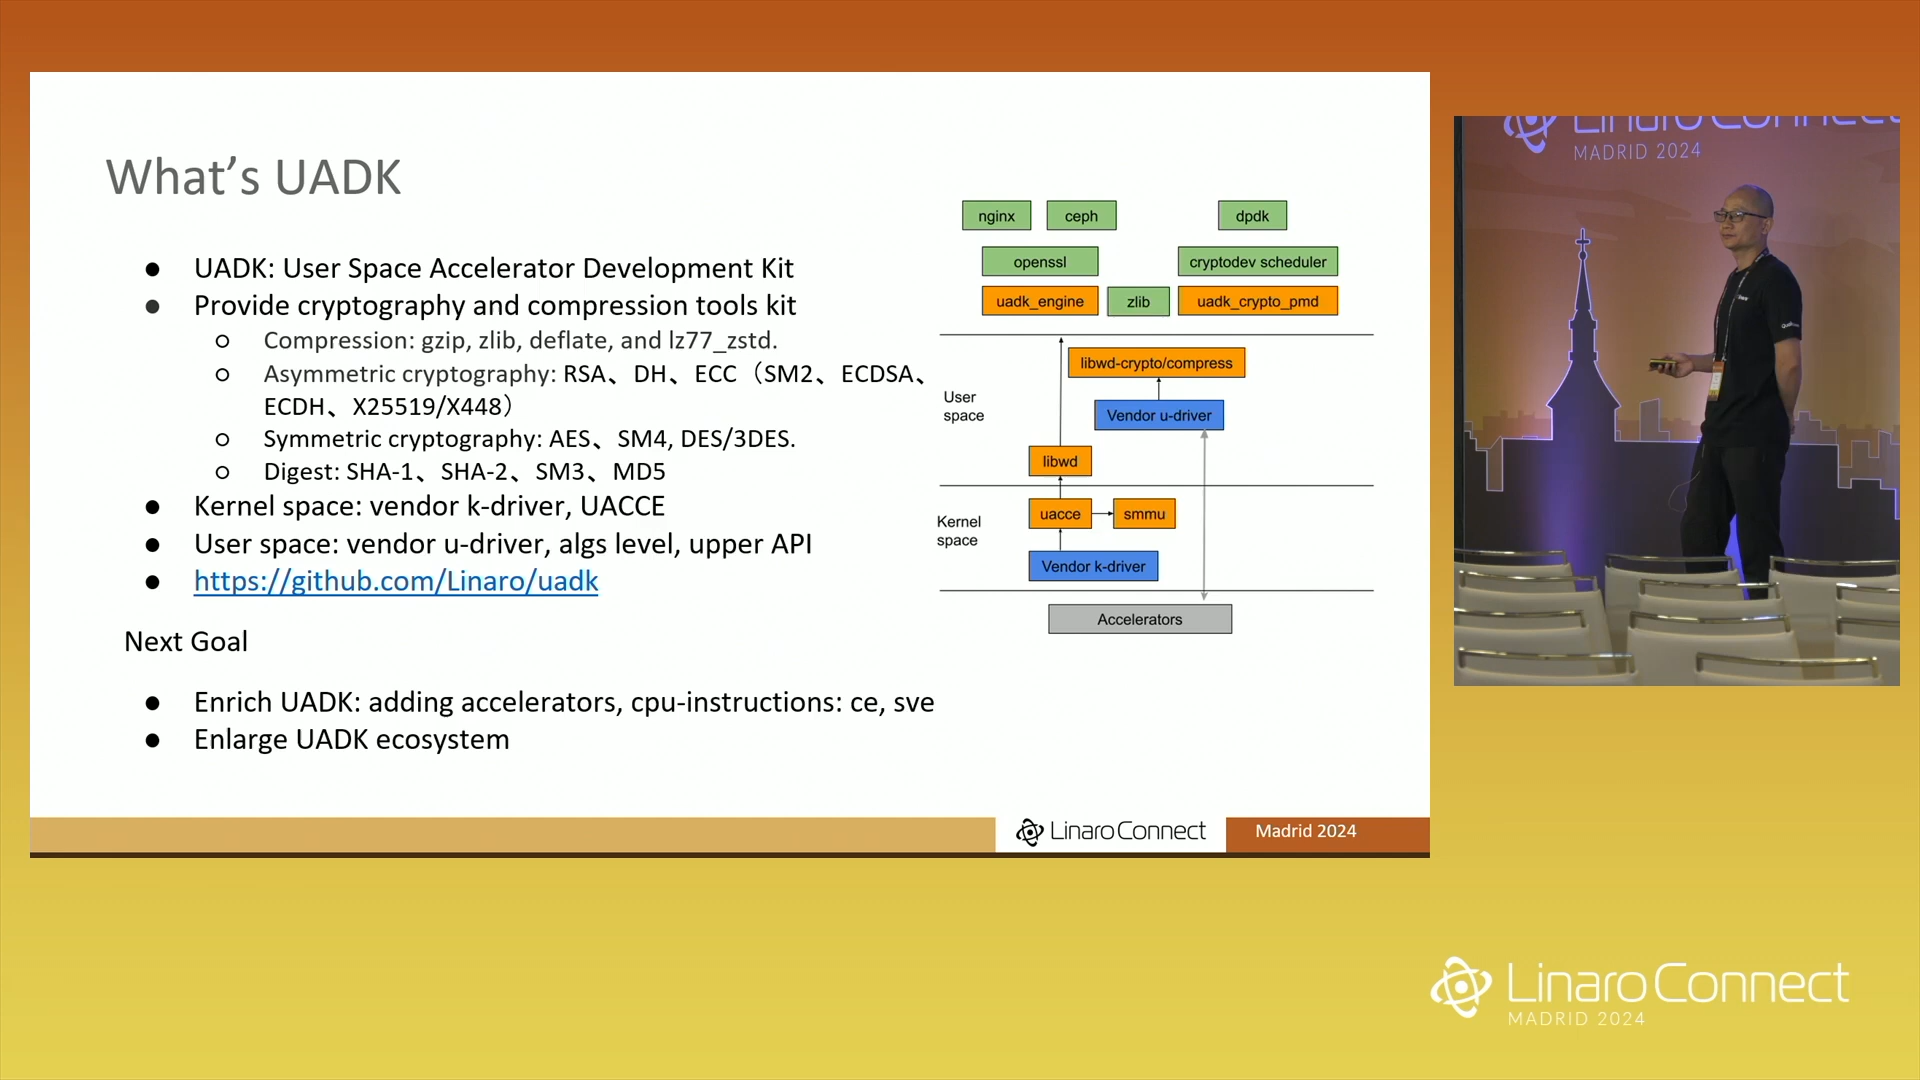 What's UADK
● UADK: User Space Accelerator Development Kit
● Provide cryptography and compression tools kit
○ Compression: gzip, zlib, deflate, and lz77_zstd.
○ Asymmetric cryptography: RSA、DH、ECC（SM2、ECDSA、
ECDH、X25519/X448）
○ Symmetric cryptography: AES、SM4, DES/3DES.
○ Digest: SHA-1、SHA-2、SM3、MD5
● Kernel space: vendor k-driver, UACCE
● User space: vendor u-driver, algs level, upper API
● https://github.com/Linaro/uadk
Next Goal
● Enrich UADK: adding accelerators, cpu-instructions: ce, sve
● Enlarge UADK ecosystem
nginx
ceph
dpdk
openssl
cryptodev scheduler
uadk_engine
zlib
uadk_crypto_pmd
libwd-crypto/compress
User
space
Vendor u-driver
libwd
uacce
smmu
Kernel
space
Vendor k-driver
Accelerators
Linaro Connect
Madrid 2024
Linaro Connect
MADRID 2024
Linaro Connect
MADRID 2024